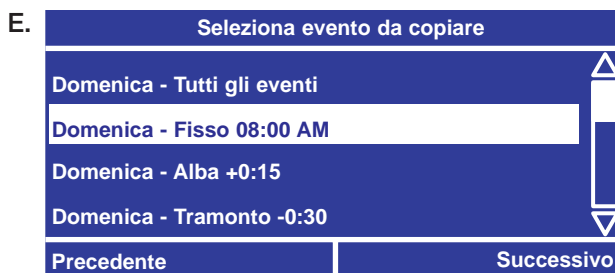 E.
Seleziona evento da copiare
Domenica - Tutti gli eventi
Domenica - Fisso 08:00 AM
Domenica - Alba +0:15
Domenica - Tramonto -0:30
Precedente Successivo